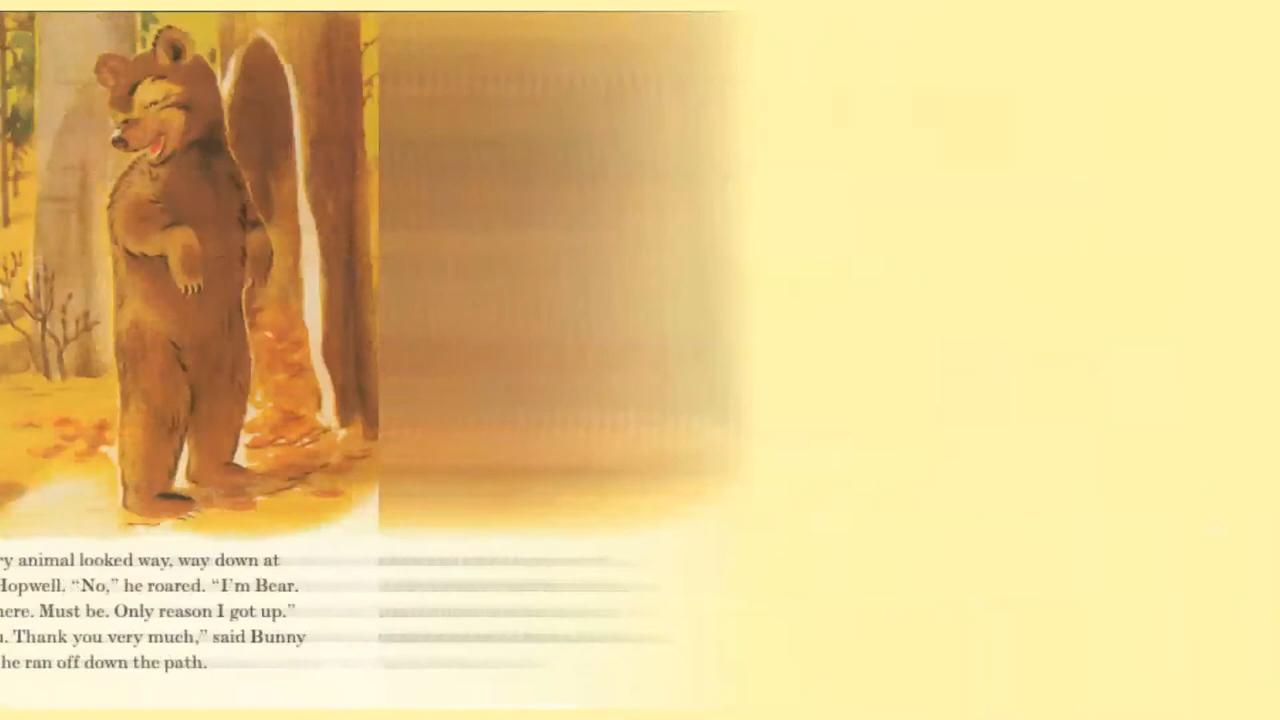 ry animal looked way, way down at
Hopwell. “No,” he roared. “I’m Bear.
here. Must be. Only reason I got up.”
u. Thank you very much,” said Bunny
he ran off down the path.